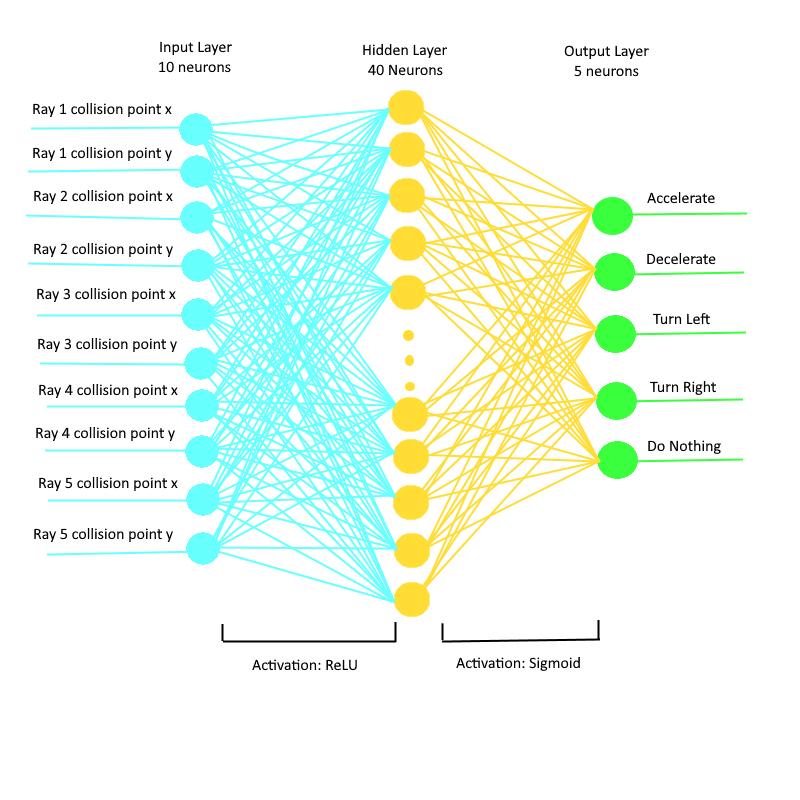 Input Layer
10 neurons
Hidden Layer
40 Neurons
Output Layer
5 neurons
Ray 1 collision point x
Ray 1 collision point y
Ray 2 collision point x
Ray 2 collision point y
Ray 3 collision point x
Ray 3 collision point y
Ray 4 collision point x
Ray 4 collision point y
Ray 5 collision point x
Ray 5 collision point y
Accelerate
Decelerate
Turn Left
Turn Right
Do Nothing
Activation: ReLU
Activation: Sigmoid